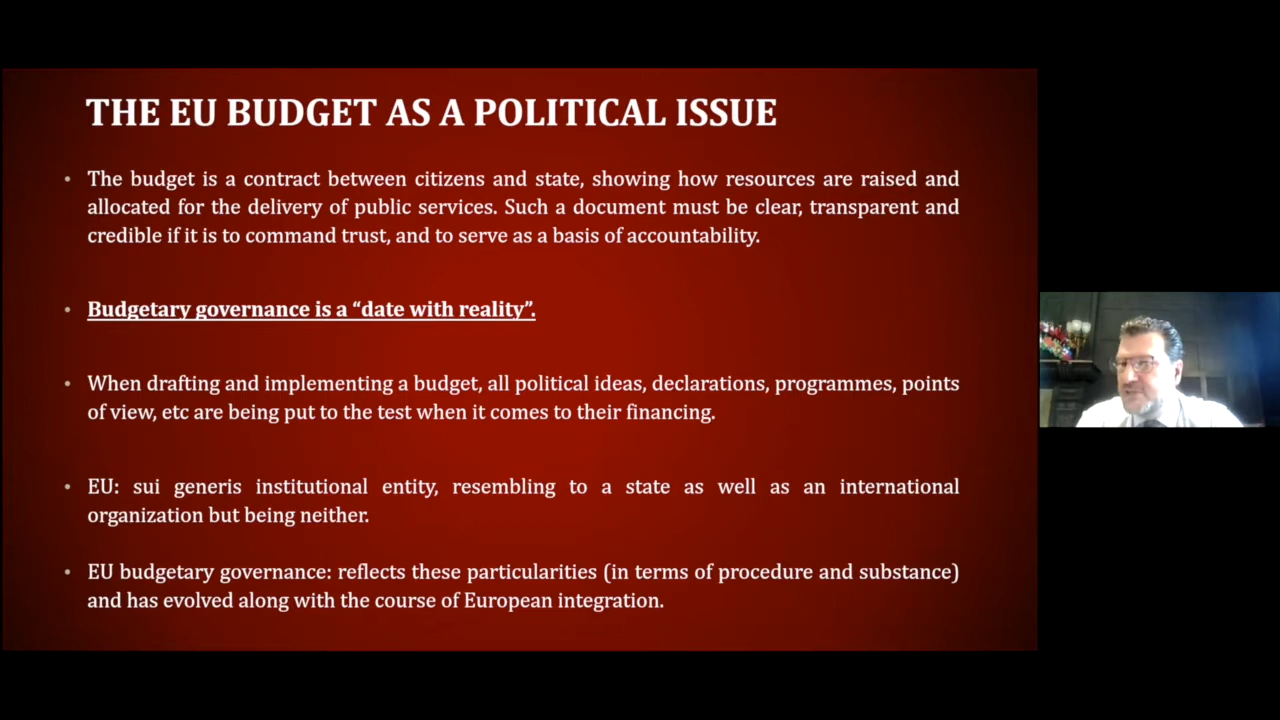 THE EU BUDGET AS A POLITICAL ISSUE
• The budget is a contract between citizens and state, showing how resources are raised and
allocated for the delivery of public services. Such a document must be clear, transparent and
credible if it is to command trust, and to serve as a basis of accountability.
• Budgetary governance is a “date with reality”.
• When drafting and implementing a budget, all political ideas, declarations, programmes, points
of view, etc are being put to the test when it comes to their financing.
• EU: sui generis institutional entity, resembling to a state as well as an international
organization but being neither.
• EU budgetary governance: reflects these particularities (in terms of procedure and substance)
and has evolved along with the course of European integration.